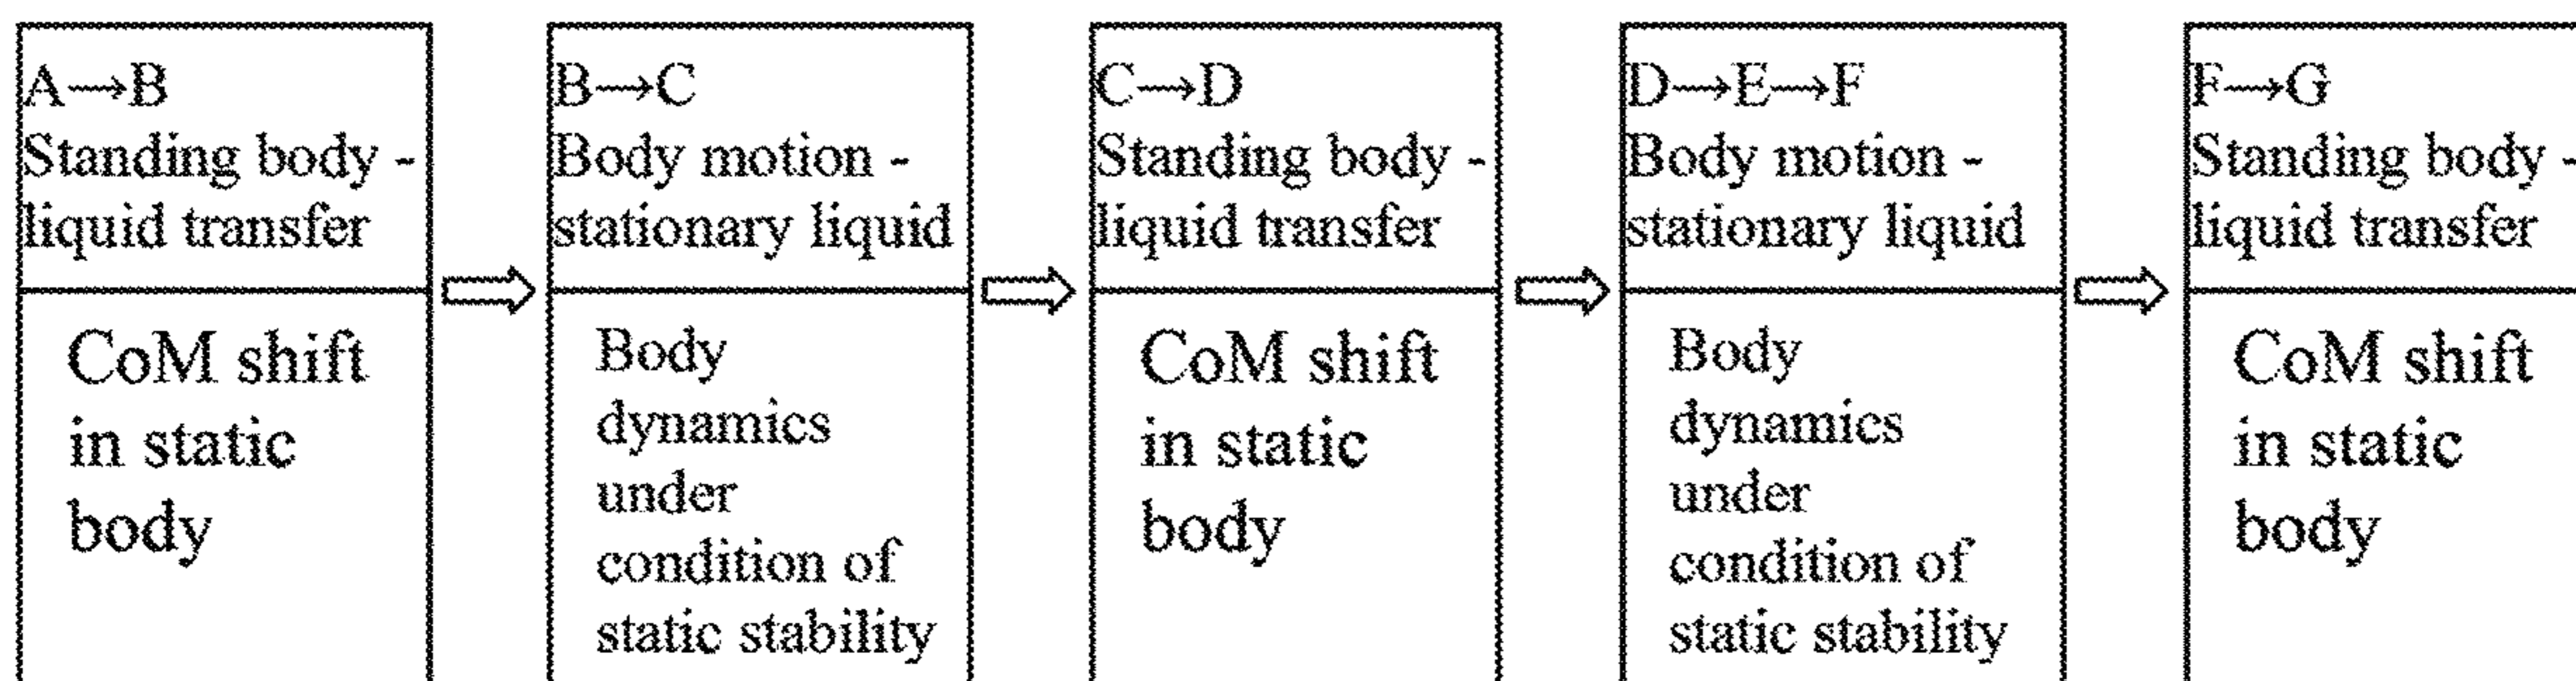 A→B
Standing body -
liquid transfer
CoM shift
in static
body
B→C
Body motion -
stationary liquid
Body
dynamics
under
condition of
static stability
C→D
Standing body -
liquid transfer
CoM shift
in static
body
D→E→F
Body motion -
stationary liquid
Body
dynamics
under
condition of
static stability
F→G
Standing body -
liquid transfer
CoM shift
in static
body